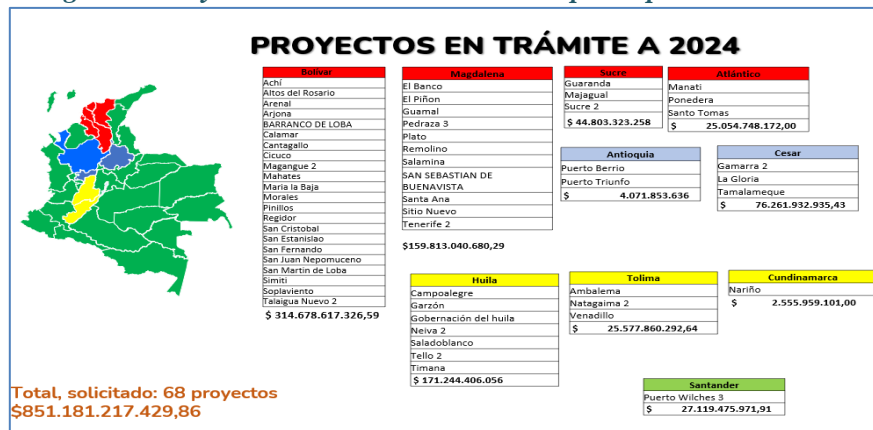 PROYECTOS EN TRÁMITE A 2024
Bolívar
Achí
Altos del Rosario
Arenal
Arjona
BARRANCO DE LOBA
Calamar
Cantagallo
Cicuco
Magangue 2
Mahates
Maria la Baja
Morales
Pinillos
Regidor
San Cristobal
San Estanislao
San Fernando
San Juan Nepomuceno
San Martin de Loba
Simiti
Soplaviento
Talaigua Nuevo 2
$ 314.678.617.326,59
Magdalena
El Banco
El Piñon
Guamal
Pedraza 3
Plato
Remolino
Salamina
SAN SEBASTIAN DE
BUENAVISTA
Santa Ana
Sitio Nuevo
Tenerife 2
$159.813.040.680,29
Sucre
Guaranda
Majagual
Sucre 2
$ 44.803.323.258
Atlántico
Manati
Ponedera
Santo Tomas
$ 25.054.748.172,00
Antioquia
Puerto Berrio
Puerto Triunfo
$ 4.071.853.636
Cesar
Gamarra 2
La Gloria
Tamalameque
$ 76.261.932.935,43
Huila
Campoalegre
Garzón
Gobernación del huila
Neiva 2
Saladoblanco
Tello 2
Timana
$ 171.244.406.056
Tolima
Ambalema
Natagaima 2
Venadillo
$ 25.577.860.292,64
Cundinamarca
Nariño
$ 2.555.959.101,00
Santander
Puerto Wilches 3
$ 27.119.475.971,91
Total, solicitado: 68 proyectos
$851.181.217.429,86